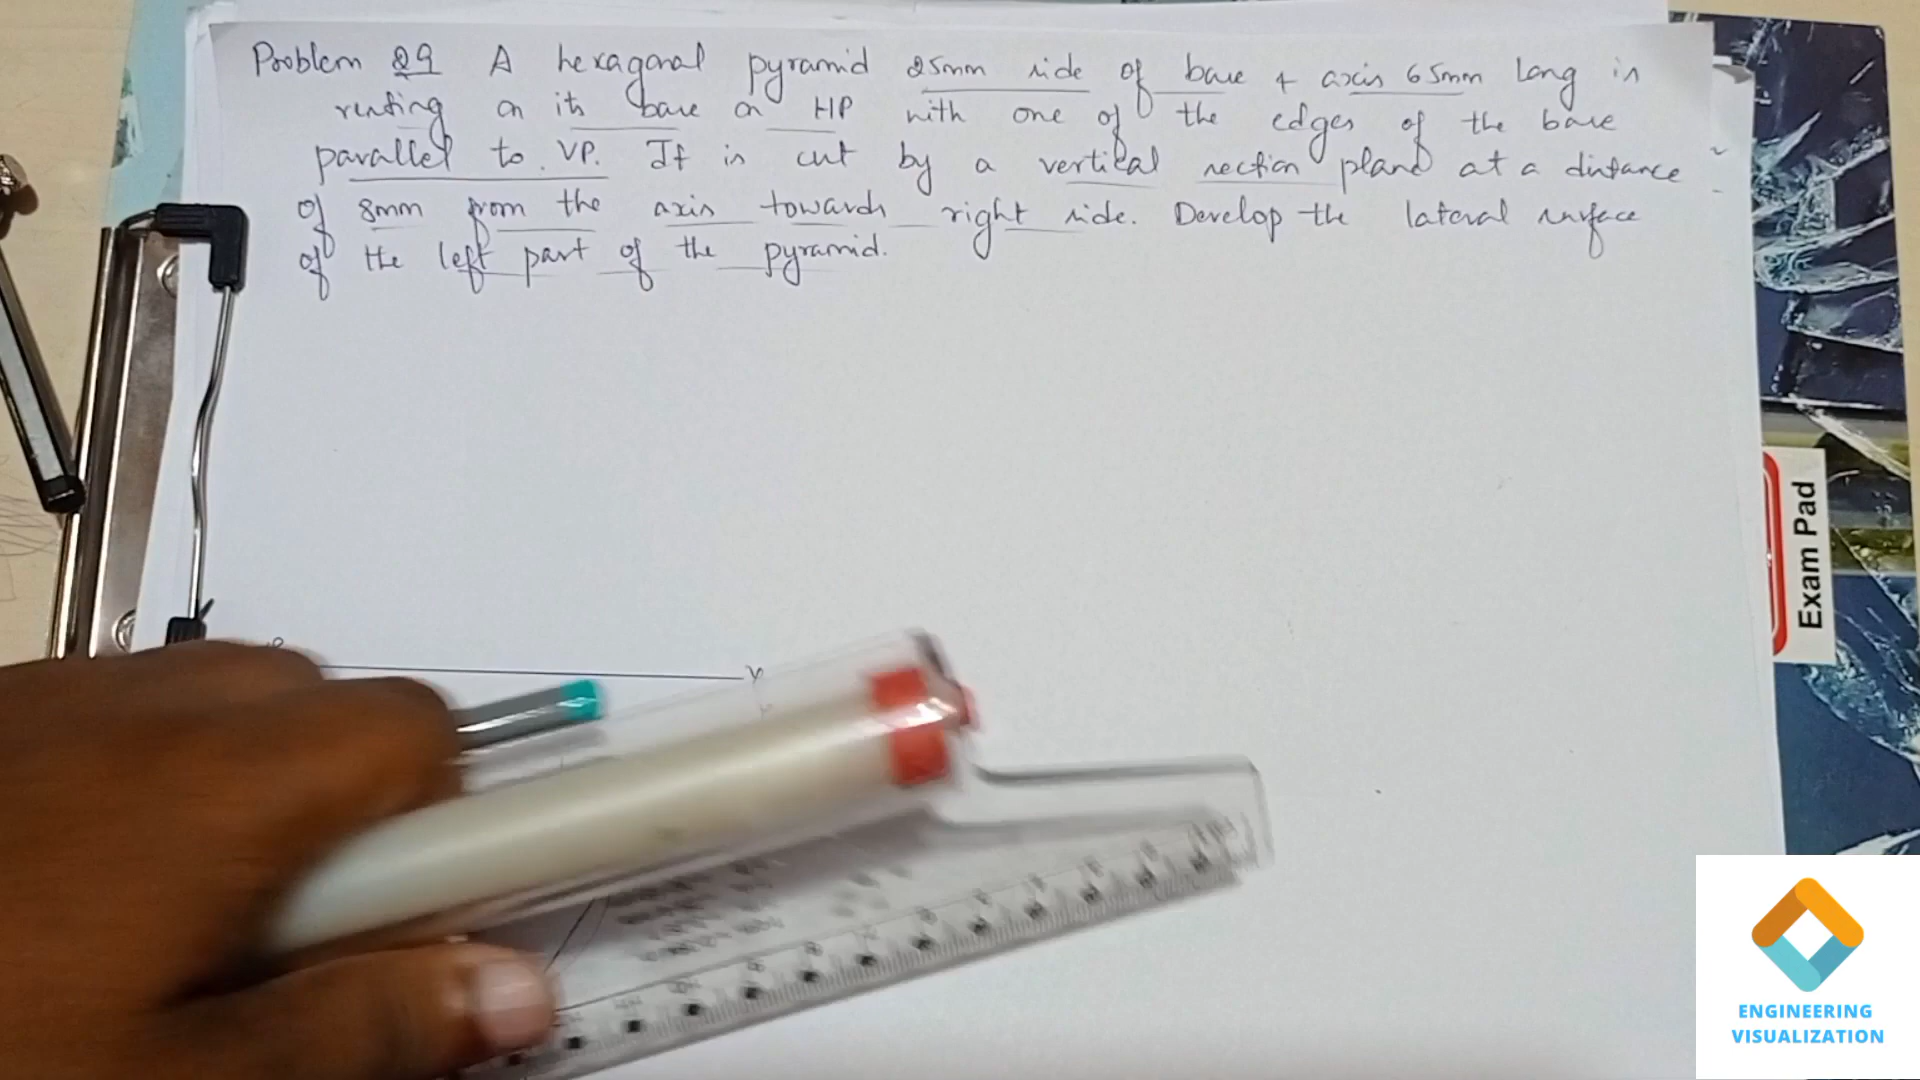 Problem 29 A hexagonal pyramid 25mm side of base & axis 65mm long is
resting on its base on HP with one of the edges of the base
parallel to VP. It is cut by a vertical section plane at a distance
of 8mm from the axis towards right side. Develop the lateral surface
of the left part of the pyramid.
Y
Exam Pad
ENGINEERING
VISUALIZATION